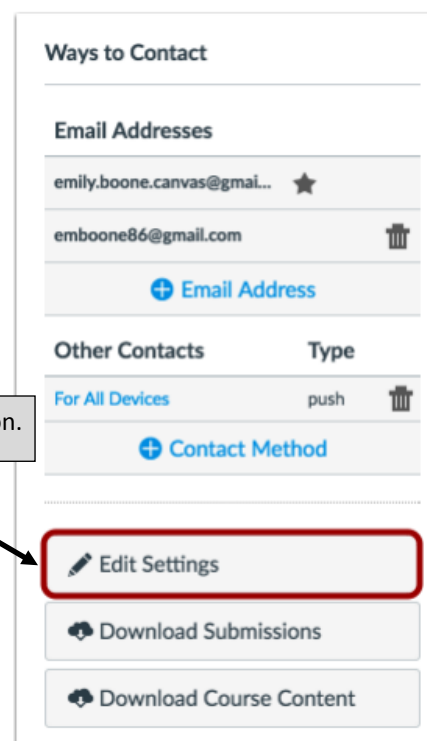 Ways to Contact
Email Addresses
emily.boone.canvas@gmai...
emboone86@gmail.com
Email Address
Other Contacts Type
For All Devices push
on.
Contact Method
Edit Settings
Download Submissions
Download Course Content